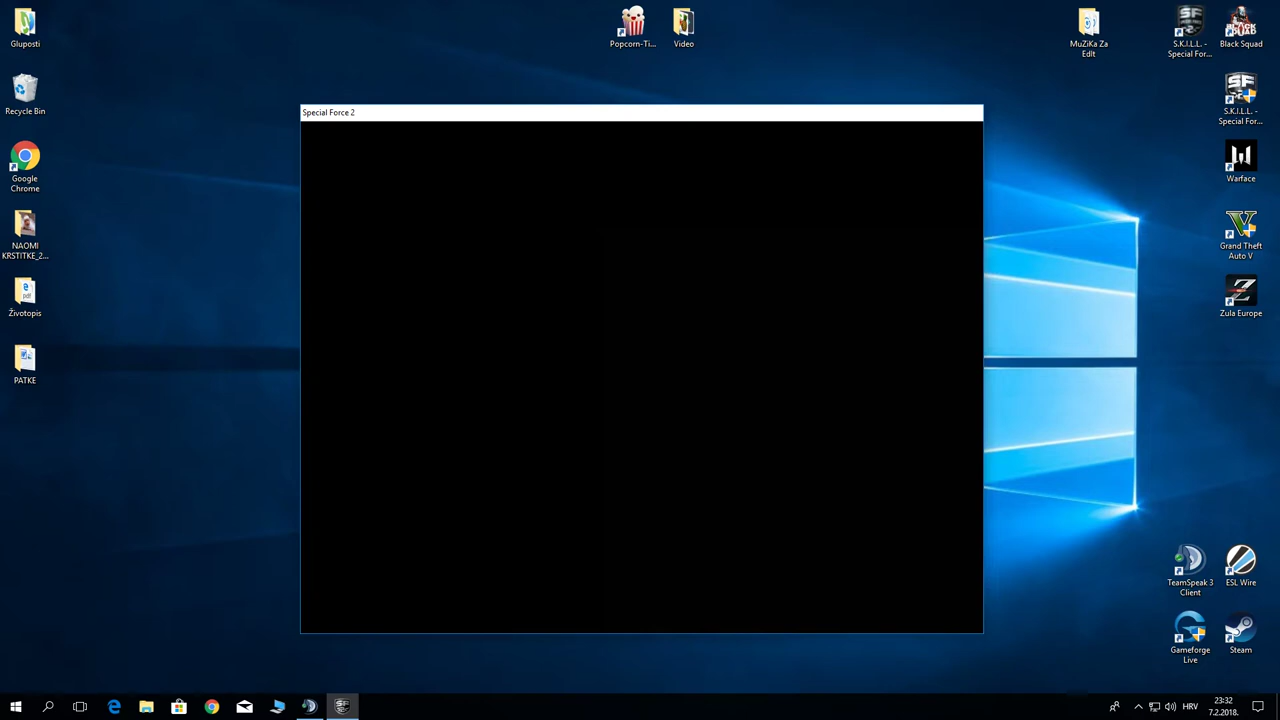 Gluposti
Popcorn-Ti...
Video
MuZiKa Za
EdIt
S.K.I.L.L. -
Special For...
Black Squad
Recycle Bin
S.K.I.L.L. -
Special For...
Special Force 2
Google
Chrome
Warface
NAOMI
KRSTITKE_2...
Grand Theft
Auto V
Životopis
Zula Europe
PATKE
TeamSpeak 3
Client
ESL Wire
Gameforge
Live
Steam
HRV
23:32
7.2.2018.